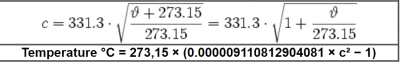 c = 331.3 · √((ϑ + 273.15) / 273.15) = 331.3 · √(1 + ϑ / 273.15)
Temperature °C = 273,15 × (0.000009110812904081 × c² − 1)